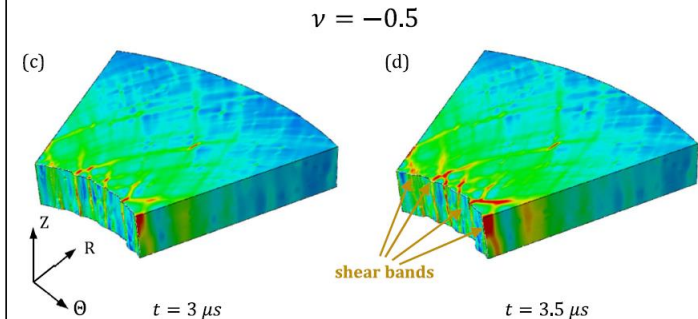 ν = −0.5
(c)
(d)
Z
R
Θ
shear bands
t = 3 μs
t = 3.5 μs